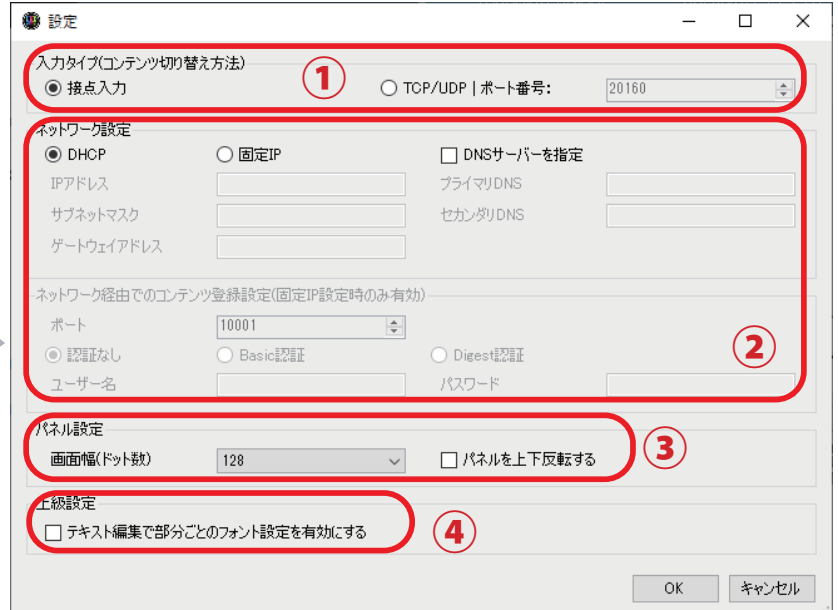 設定
入力タイプ(コンテンツ切り替え方法)
接点入力 ① TCP/UDP | ポート番号: 20160
ネットワーク設定
DHCP 固定IP DNSサーバーを指定
IPアドレス プライマリDNS
サブネットマスク セカンダリDNS
ゲートウェイアドレス
ネットワーク経由でのコンテンツ登録設定(固定IP設定時のみ有効)
ポート 10001
認証なし Basic認証 Digest認証 ②
ユーザー名 パスワード
パネル設定
画面幅(ドット数) 128 パネルを上下反転する ③
上級設定
テキスト編集で部分ごとのフォント設定を有効にする ④
OK キャンセル